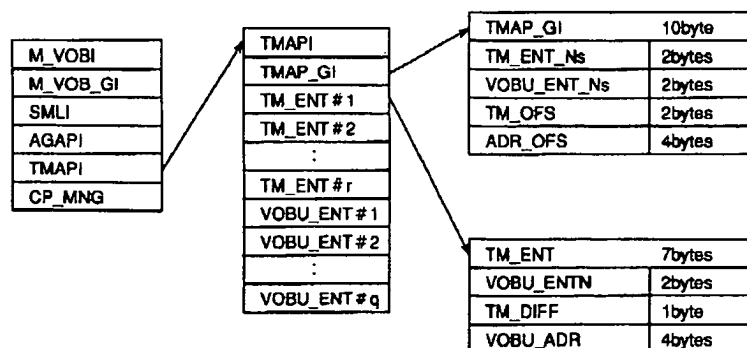 M_VOBI
M_VOB_GI
SMLI
AGAPI
TMAPI
CP_MNG
TMAPI
TMAP_GI
TM_ENT#1
TM_ENT#2
:
TM_ENT#r
VOBU_ENT#1
VOBU_ENT#2
:
VOBU_ENT#q
TMAP_GI 10byte
TM_ENT_Ns 2bytes
VOBU_ENT_Ns 2bytes
TM_OFS 2bytes
ADR_OFS 4bytes
TM_ENT 7bytes
VOBU_ENTN 2bytes
TM_DIFF 1byte
VOBU_ADR 4bytes